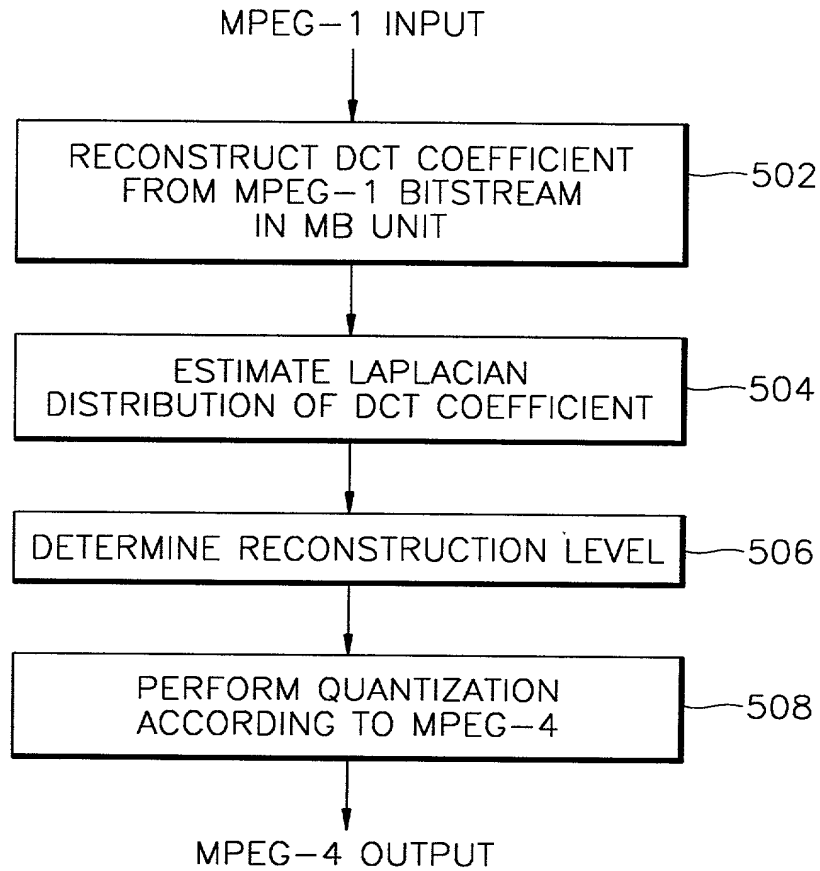 MPEG-1 INPUT
RECONSTRUCT DCT COEFFICIENT
FROM MPEG-1 BITSTREAM
IN MB UNIT
502
ESTIMATE LAPLACIAN
DISTRIBUTION OF DCT COEFFICIENT
504
DETERMINE RECONSTRUCTION LEVEL
506
PERFORM QUANTIZATION
ACCORDING TO MPEG-4
508
MPEG-4 OUTPUT